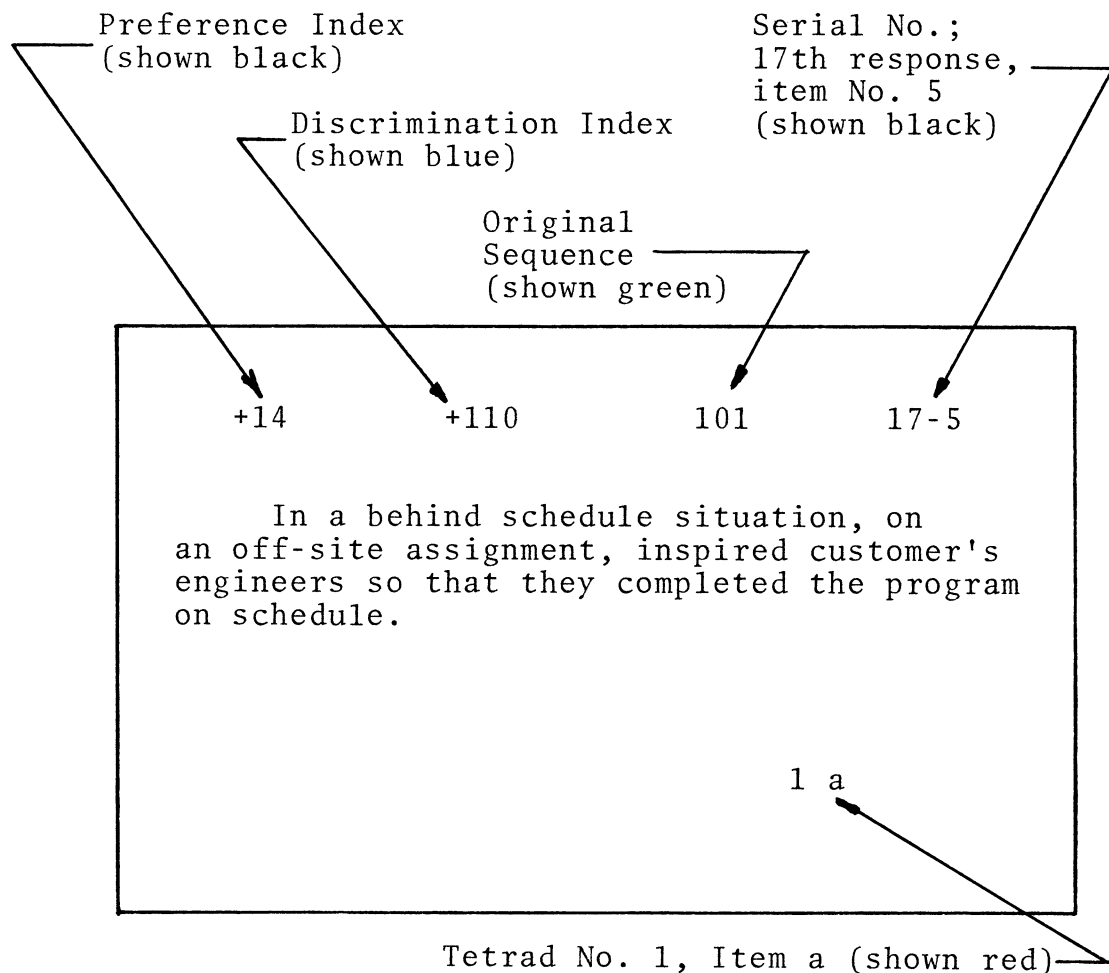 Preference Index
(shown black)
Serial No.;
17th response,
item No. 5
(shown black)
Discrimination Index
(shown blue)
Original
Sequence
(shown green)
+14 +110 101 17-5
In a behind schedule situation, on
an off-site assignment, inspired customer's
engineers so that they completed the program
on schedule.
1 a
Tetrad No. 1, Item a (shown red)